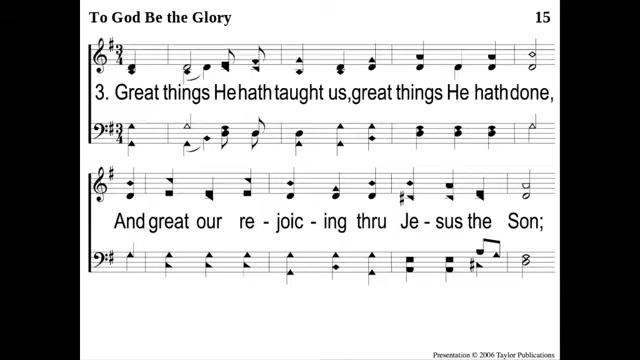 To God Be the Glory 15
3. Great things He hath taught us, great things He hath done,
And great our re - joic - ing thru Je - sus the Son;
Presentation © 2006 Taylor Publications